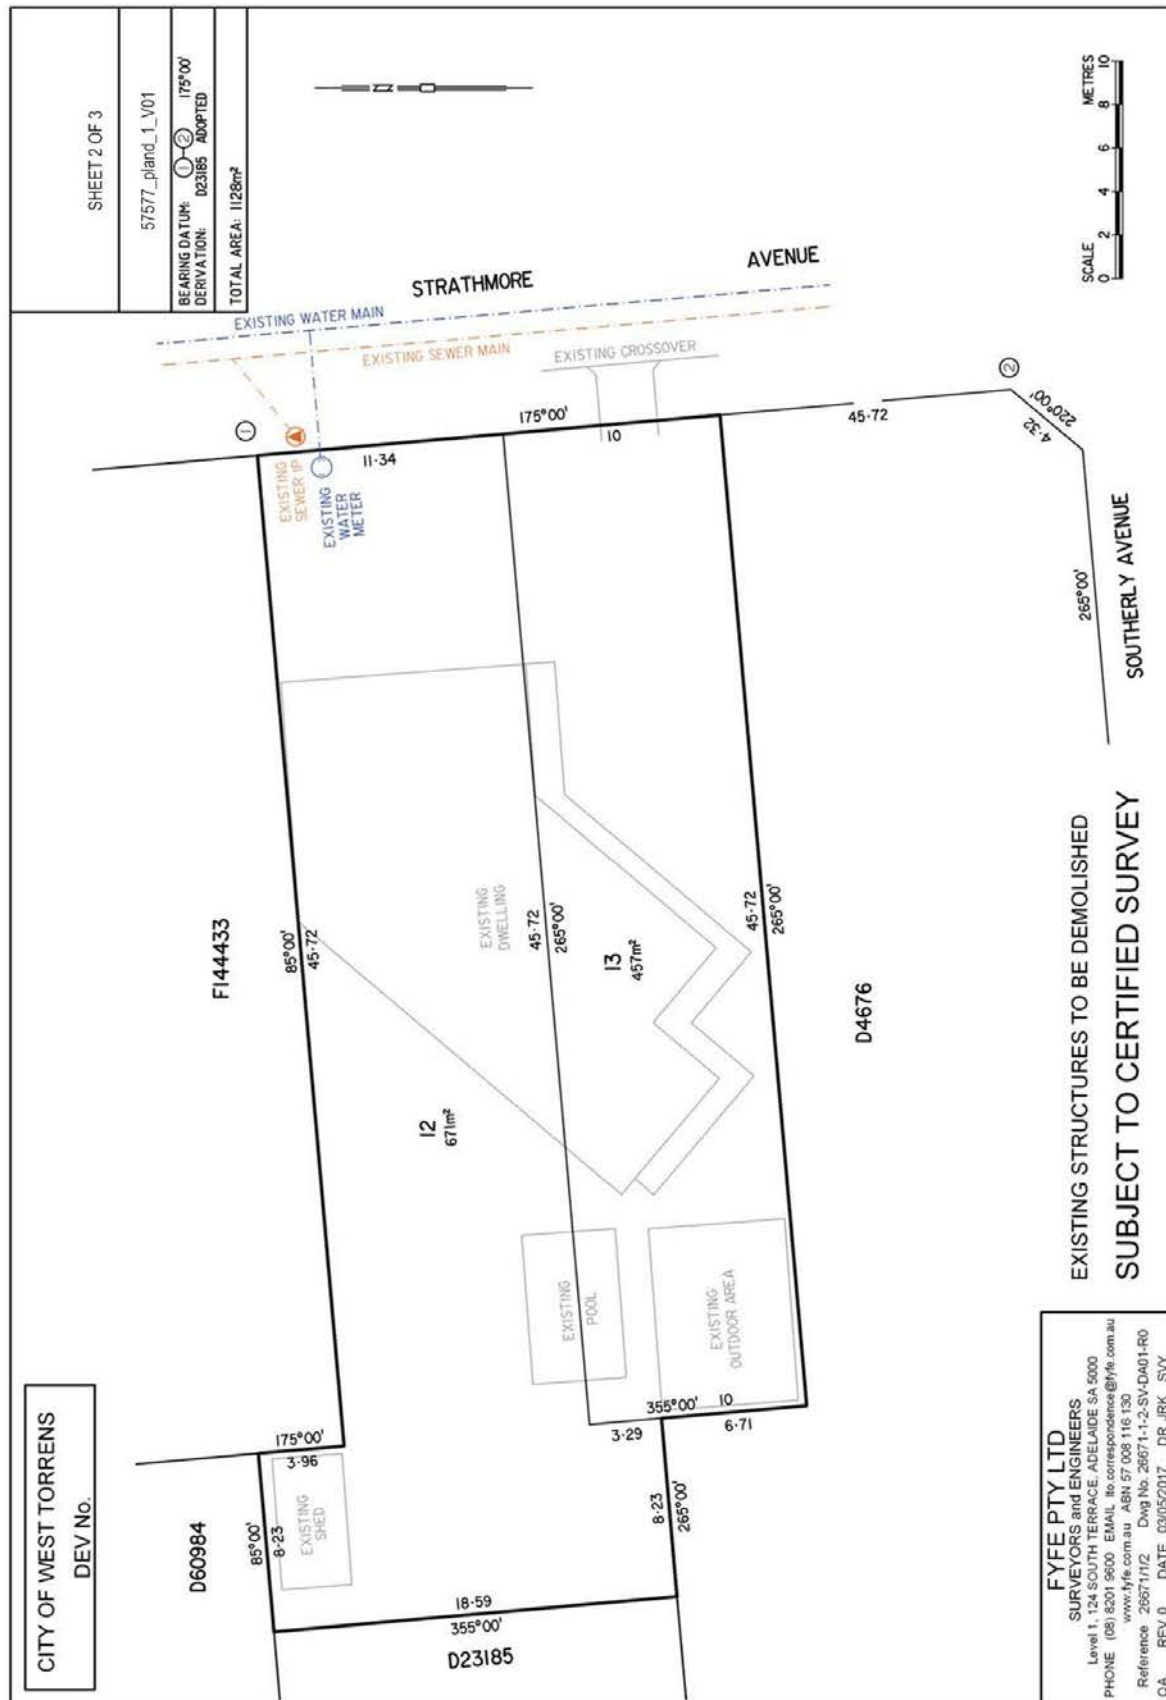 CITY OF WEST TORRENS
DEV No.
SHEET 2 OF 3
57577_pland_1_V01
BEARING DATUM: 1-2 175°00'
DERIVATION: D23185 ADOPTED
TOTAL AREA: 1128m²
N
STRATHMORE AVENUE
EXISTING WATER MAIN
EXISTING SEWER MAIN
EXISTING CROSSOVER
1
EXISTING
SEWER IP
EXISTING
WATER
METER
11·34
175°00'
10
45·72
2
220°00'
4·32
265°00'
SOUTHERLY AVENUE
F144433
85°00'
45·72
EXISTING
DWELLING
45·72
265°00'
13
457m²
45·72
265°00'
D4676
12
671m²
EXISTING
POOL
EXISTING
OUTDOOR AREA
355°00'
10
3·29
6·71
175°00'
3·96
EXISTING
SHED
D60984
85°00'
8·23
8·23
265°00'
18·59
355°00'
D23185
SCALE METRES
0 2 4 6 8 10
EXISTING STRUCTURES TO BE DEMOLISHED
SUBJECT TO CERTIFIED SURVEY
FYFE PTY LTD
SURVEYORS and ENGINEERS
Level 1, 124 SOUTH TERRACE, ADELAIDE SA 5000
PHONE (08) 8201 9600 EMAIL lto.correspondence@fyfe.com.au
www.fyfe.com.au ABN 57 008 116 130
Reference 26671/1/2 Dwg No. 26671-1-2-SV-DA01-R0
QA REV 0 DATE 03/05/2017 DR JRK SVY